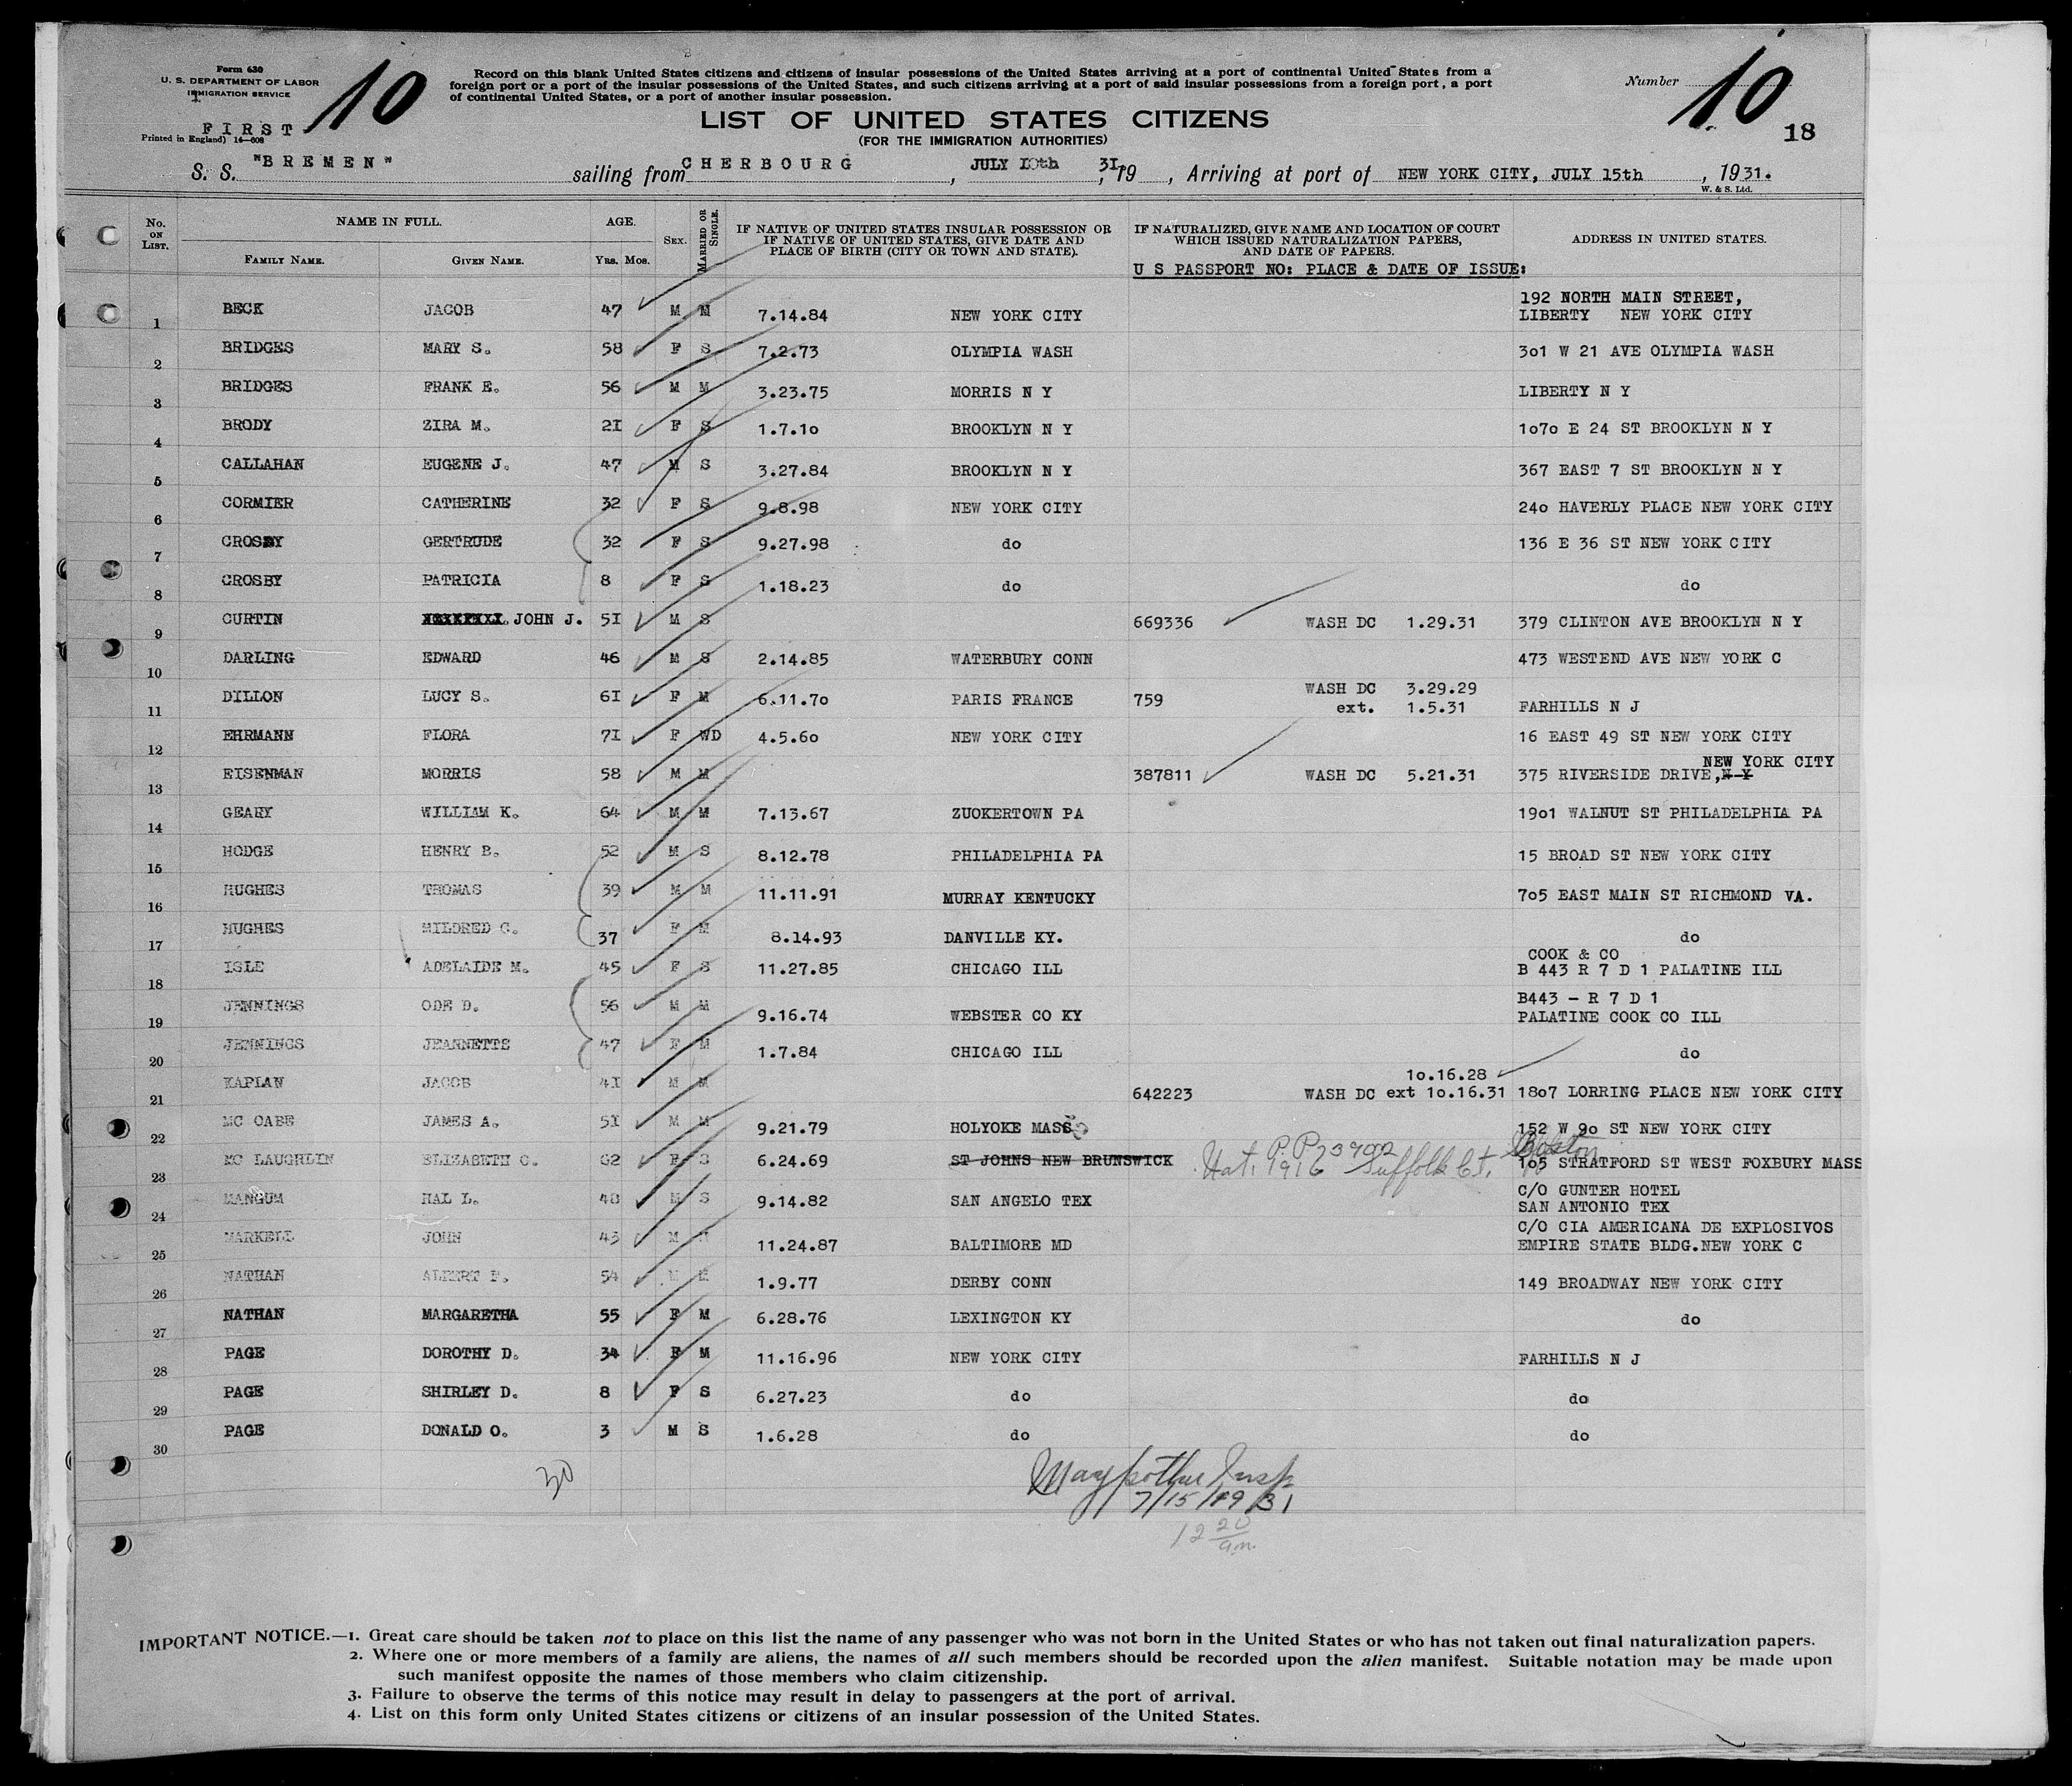 Form 630
U. S. DEPARTMENT OF LABOR
IMMIGRATION SERVICE
10
FIRST
Printed in England) 14—608
Record on this blank United States citizens and citizens of insular possessions of the United States arriving at a port of continental United States from a
foreign port or a port of the insular possessions of the United States, and such citizens arriving at a port of said insular possessions from a foreign port, a port
of continental United States, or a port of another insular possession.
Number 10
18
LIST OF UNITED STATES CITIZENS
(FOR THE IMMIGRATION AUTHORITIES)
S. S. "BREMEN" sailing from CHERBOURG, JULY 10th 31, 19 , Arriving at port of NEW YORK CITY, JULY 15th, 1931.
W. & S. Ltd.
No. ON LIST. NAME IN FULL. FAMILY NAME. GIVEN NAME. AGE. YRS. MOS. SEX. MARRIED OR SINGLE. IF NATIVE OF UNITED STATES INSULAR POSSESSION OR IF NATIVE OF UNITED STATES, GIVE DATE AND PLACE OF BIRTH (CITY OR TOWN AND STATE). IF NATURALIZED, GIVE NAME AND LOCATION OF COURT WHICH ISSUED NATURALIZATION PAPERS, AND DATE OF PAPERS. ADDRESS IN UNITED STATES.
U S PASSPORT NO: PLACE & DATE OF ISSUE:
1 BECK JACOB 47 M M 7.14.84 NEW YORK CITY 192 NORTH MAIN STREET,
LIBERTY NEW YORK CITY
2 BRIDGES MARY S. 58 F S 7.2.73 OLYMPIA WASH 301 W 21 AVE OLYMPIA WASH
3 BRIDGES FRANK E. 56 M M 3.23.75 MORRIS N Y LIBERTY N Y
4 BRODY ZIRA M. 21 F S 1.7.10 BROOKLYN N Y 1070 E 24 ST BROOKLYN N Y
5 CALLAHAN EUGENE J. 47 M S 3.27.84 BROOKLYN N Y 367 EAST 7 ST BROOKLYN N Y
6 CORMIER CATHERINE 32 F S 9.8.98 NEW YORK CITY 240 HAVERLY PLACE NEW YORK CITY
7 CROSBY GERTRUDE 32 F S 9.27.98 do 136 E 36 ST NEW YORK CITY
8 CROSBY PATRICIA 8 F S 1.18.23 do do
9 CURTIN JOHN J. 51 M S 669336 WASH DC 1.29.31 379 CLINTON AVE BROOKLYN N Y
10 DARLING EDWARD 46 M S 2.14.85 WATERBURY CONN 473 WESTEND AVE NEW YORK C
11 DILLON LUCY S. 61 F M 6.11.70 PARIS FRANCE 759 WASH DC 3.29.29
ext. 1.5.31 FARHILLS N J
12 EHRMANN FLORA 71 F WD 4.5.60 NEW YORK CITY 16 EAST 49 ST NEW YORK CITY
NEW YORK CITY
13 EISENMAN MORRIS 58 M M 387811 WASH DC 5.21.31 375 RIVERSIDE DRIVE, N Y
14 GEARY WILLIAM K. 64 M M 7.13.67 ZUOKERTOWN PA 1901 WALNUT ST PHILADELPHIA PA
15 HODGE HENRY B. 52 M S 8.12.78 PHILADELPHIA PA 15 BROAD ST NEW YORK CITY
16 HUGHES THOMAS 39 M M 11.11.91 MURRAY KENTUCKY 705 EAST MAIN ST RICHMOND VA.
17 HUGHES MILDRED C. 37 F M 8.14.93 DANVILLE KY. do
COOK & CO
18 ISLE ADELAIDE M. 45 F S 11.27.85 CHICAGO ILL B 443 R 7 D 1 PALATINE ILL
19 JENNINGS ODE D. 56 M M 9.16.74 WEBSTER CO KY B443 - R 7 D 1
PALATINE COOK CO ILL
20 JENNINGS JEANNETTE 47 F M 1.7.84 CHICAGO ILL do
10.16.28
21 KAPLAN JACOB 41 M M 642223 WASH DC ext 10.16.31 1807 LORRING PLACE NEW YORK CITY
22 MC CABE JAMES A. 51 M M 9.21.79 HOLYOKE MASS 152 W 90 ST NEW YORK CITY
23 MC LAUGHLIN ELIZABETH C. 62 F S 6.24.69 ST JOHNS NEW BRUNSWICK Nat. 1916 Suffolk Ct. Boston 105 STRATFORD ST WEST FOXBURY MASS
24 MANGUM HAL L. 48 M S 9.14.82 SAN ANGELO TEX C/O GUNTER HOTEL
SAN ANTONIO TEX
25 MARKELL JOHN 43 M 11.24.87 BALTIMORE MD C/O CIA AMERICANA DE EXPLOSIVOS
EMPIRE STATE BLDG.NEW YORK C
26 NATHAN ALBERT F. 54 M M 1.9.77 DERBY CONN 149 BROADWAY NEW YORK CITY
27 NATHAN MARGARETHA 55 F M 6.28.76 LEXINGTON KY do
28 PAGE DOROTHY D. 34 F M 11.16.96 NEW YORK CITY FARHILLS N J
29 PAGE SHIRLEY D. 8 F S 6.27.23 do do
30 PAGE DONALD O. 3 M S 1.6.28 do do
30
7/15/1931
12 20 a.m.
IMPORTANT NOTICE.—1. Great care should be taken not to place on this list the name of any passenger who was not born in the United States or who has not taken out final naturalization papers.
2. Where one or more members of a family are aliens, the names of all such members should be recorded upon the alien manifest. Suitable notation may be made upon
such manifest opposite the names of those members who claim citizenship.
3. Failure to observe the terms of this notice may result in delay to passengers at the port of arrival.
4. List on this form only United States citizens or citizens of an insular possession of the United States.